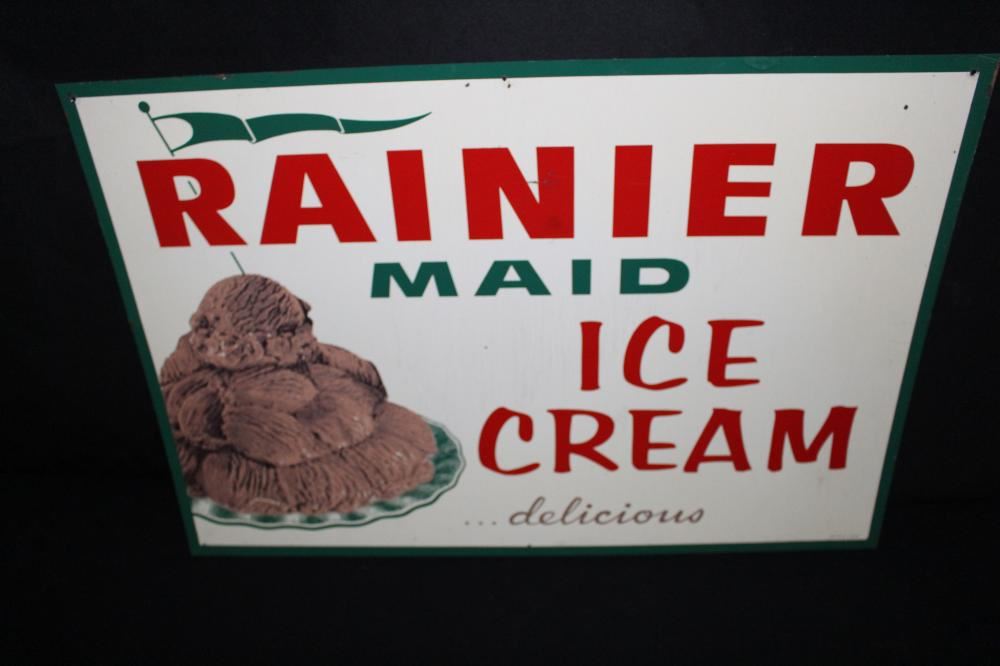 RAINIER
MAID
ICE
CREAM
...delicious